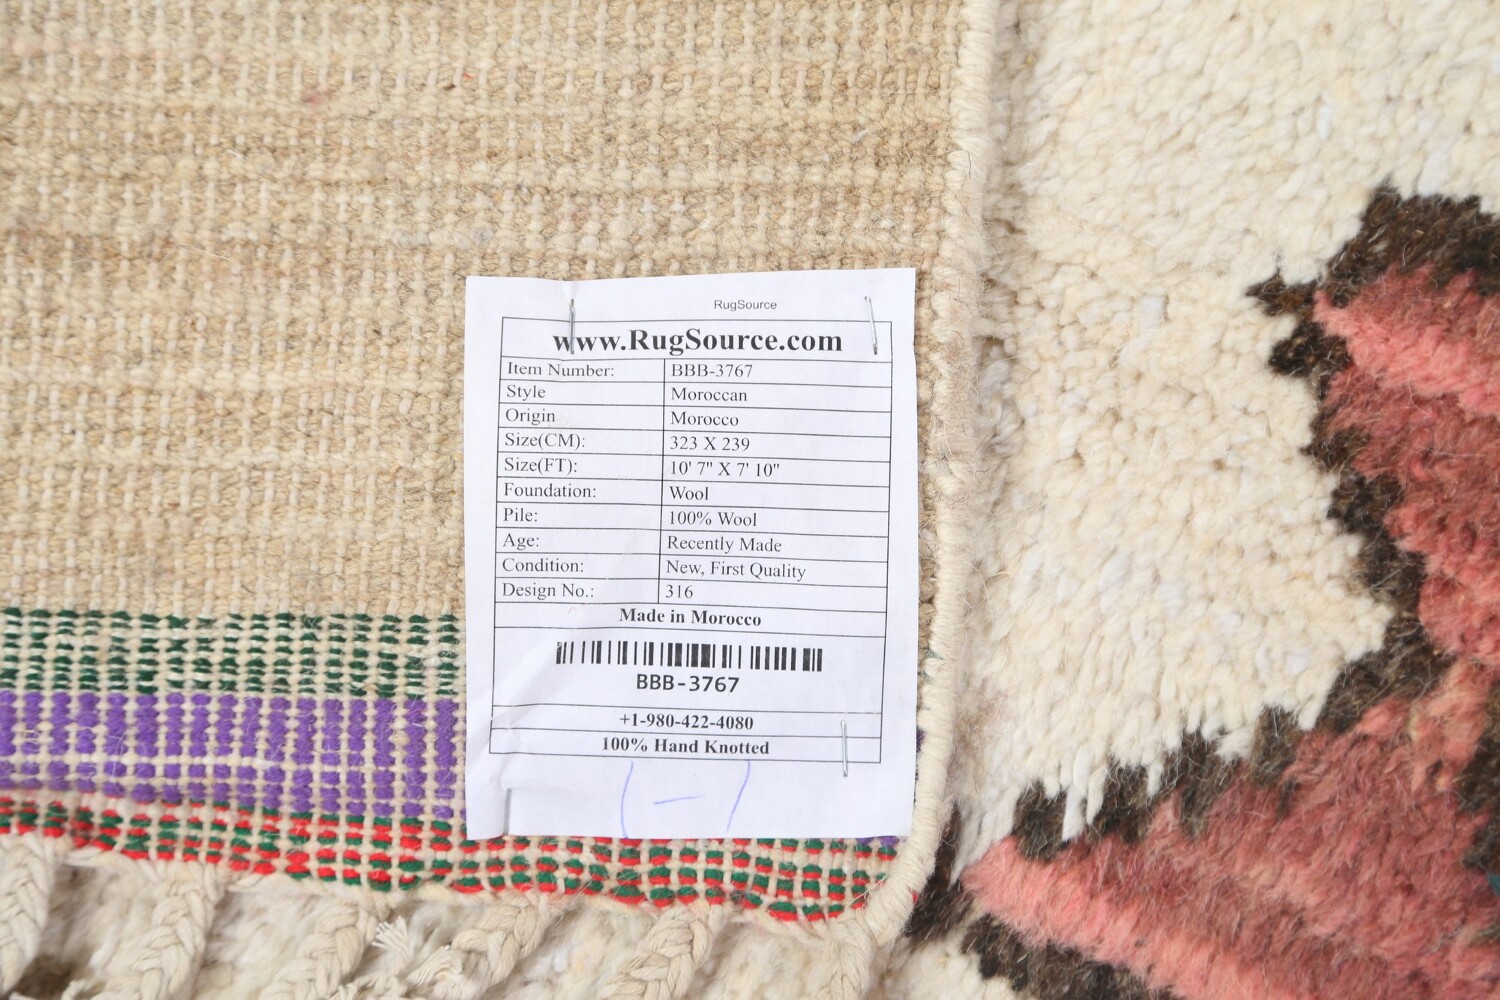 RugSource
www.RugSource.com
Item Number: BBB-3767
Style Moroccan
Origin Morocco
Size(CM): 323 X 239
Size(FT): 10' 7" X 7' 10"
Foundation: Wool
Pile: 100% Wool
Age: Recently Made
Condition: New, First Quality
Design No.: 316
Made in Morocco
BBB-3767
+1-980-422-4080
100% Hand Knotted
(-)